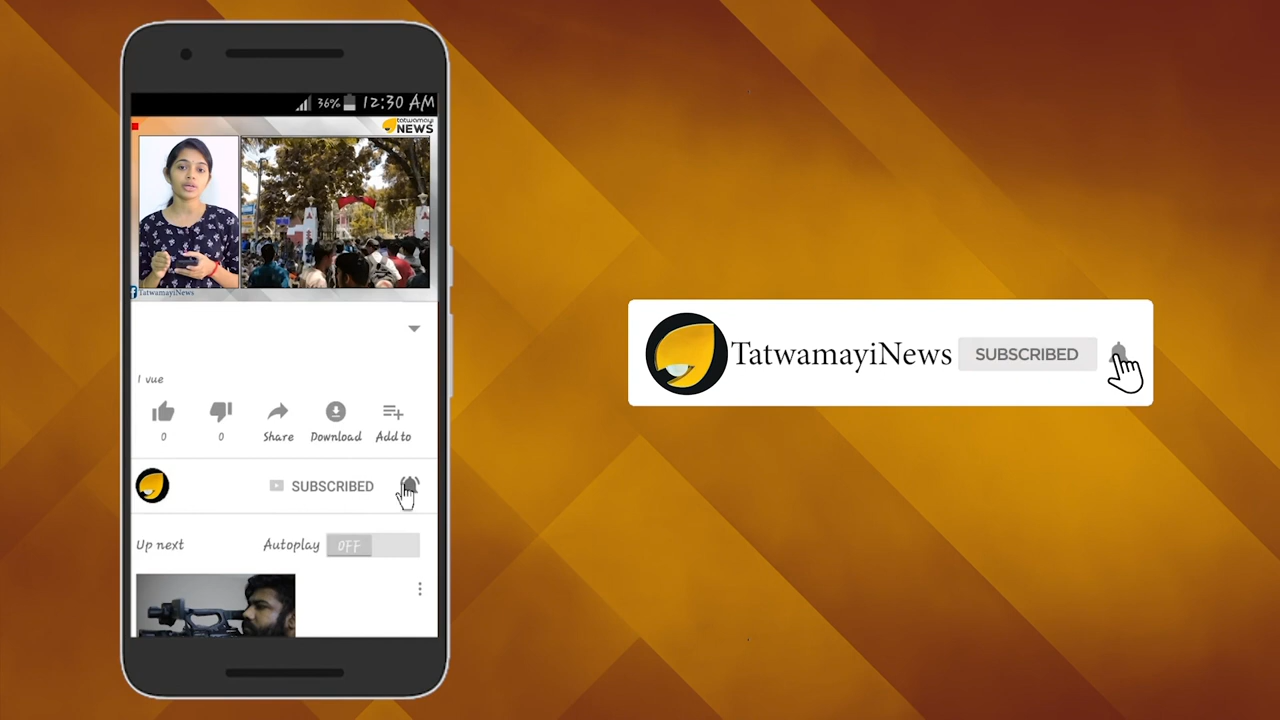 36% 12:30 AM
tatwamayi
NEWS
TatwamayiNews
1 vue
0 0 Share Download Add to
SUBSCRIBED
Up next Autoplay OFF
TatwamayiNews SUBSCRIBED